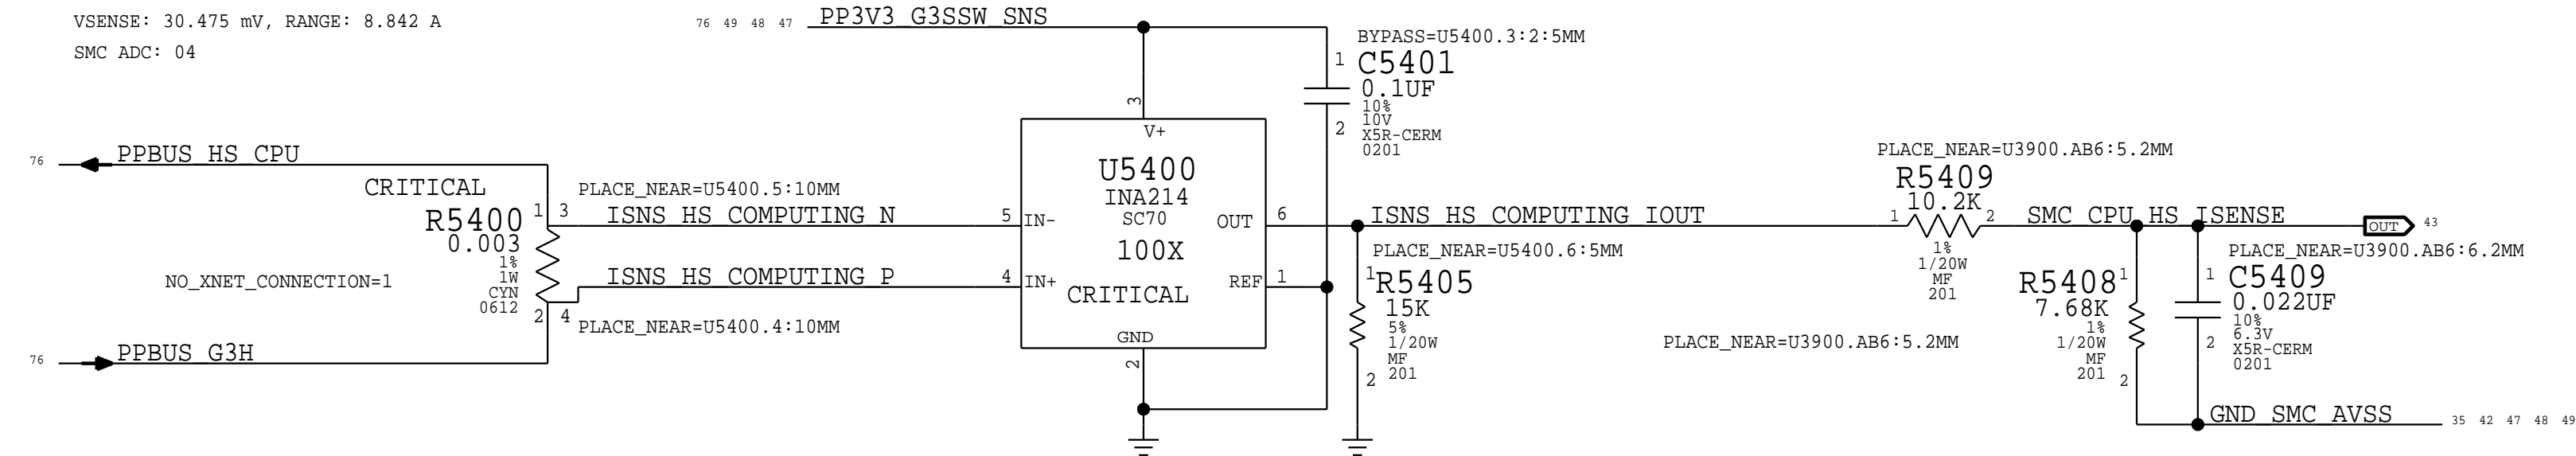 VSENSE: 30.475 mV, RANGE: 8.842 A
SMC ADC: 04
76 49 48 47 PP3V3_G3SSW_SNS
BYPASS=U5400.3:2:5MM
1 C5401
0.1UF
10%
10V
X5R-CERM
0201
2
3
V+
U5400
INA214
SC70
100X
CRITICAL
5 IN-
4 IN+
OUT 6
REF 1
GND
2
76 PPBUS_HS_CPU
CRITICAL
R5400 1 3
0.003
1%
1W
CYN
0612
2 4
NO_XNET_CONNECTION=1
PLACE_NEAR=U5400.5:10MM
ISNS_HS_COMPUTING_N
ISNS_HS_COMPUTING_P
PLACE_NEAR=U5400.4:10MM
76 PPBUS_G3H
ISNS_HS_COMPUTING_IOUT
PLACE_NEAR=U5400.6:5MM
1 R5405
15K
5%
1/20W
MF
201
2
PLACE_NEAR=U3900.AB6:5.2MM
R5409
10.2K
1 2
1%
1/20W
MF
201
SMC_CPU_HS_ISENSE
OUT 43
PLACE_NEAR=U3900.AB6:6.2MM
R5408 1
7.68K
1%
1/20W
MF
201 2
PLACE_NEAR=U3900.AB6:5.2MM
1 C5409
0.022UF
10%
6.3V
X5R-CERM
0201
2
GND_SMC_AVSS 35 42 47 48 49